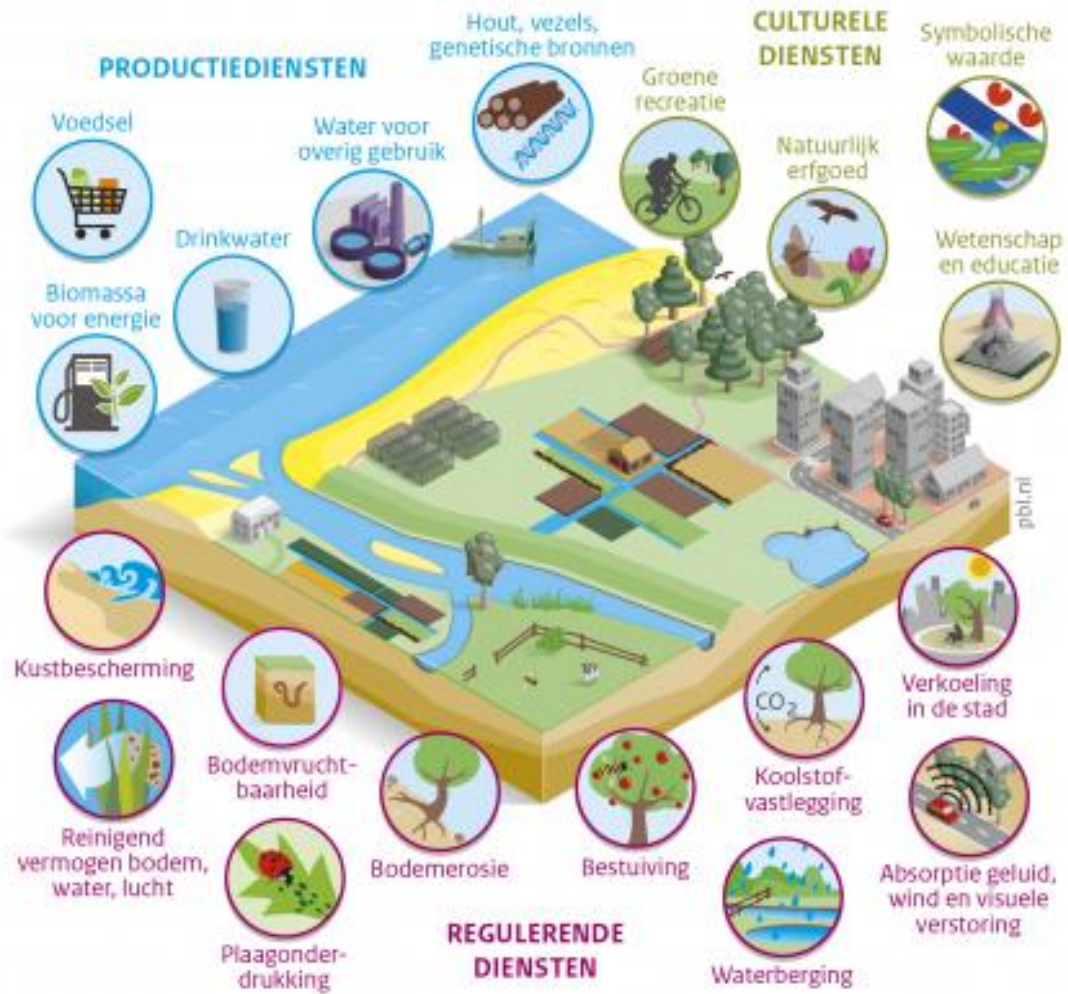 PRODUCTIEDIENSTEN
Hout, vezels,
genetische bronnen
CULTURELE
DIENSTEN
Symbolische
waarde
Voedsel
Water voor
overig gebruik
Groene
recreatie
Natuurlijk
erfgoed
Drinkwater
Wetenschap
en educatie
Biomassa
voor energie
pbl.nl
Kustbescherming
Bodemvrucht-
baarheid
CO2
Verkoeling
in de stad
Koolstof-
vastlegging
Reinigend
vermogen bodem,
water, lucht
Bodemerosie
Bestuiving
Absorptie geluid,
wind en visuele
verstoring
Plaagonder-
drukking
REGULERENDE
DIENSTEN
Waterberging